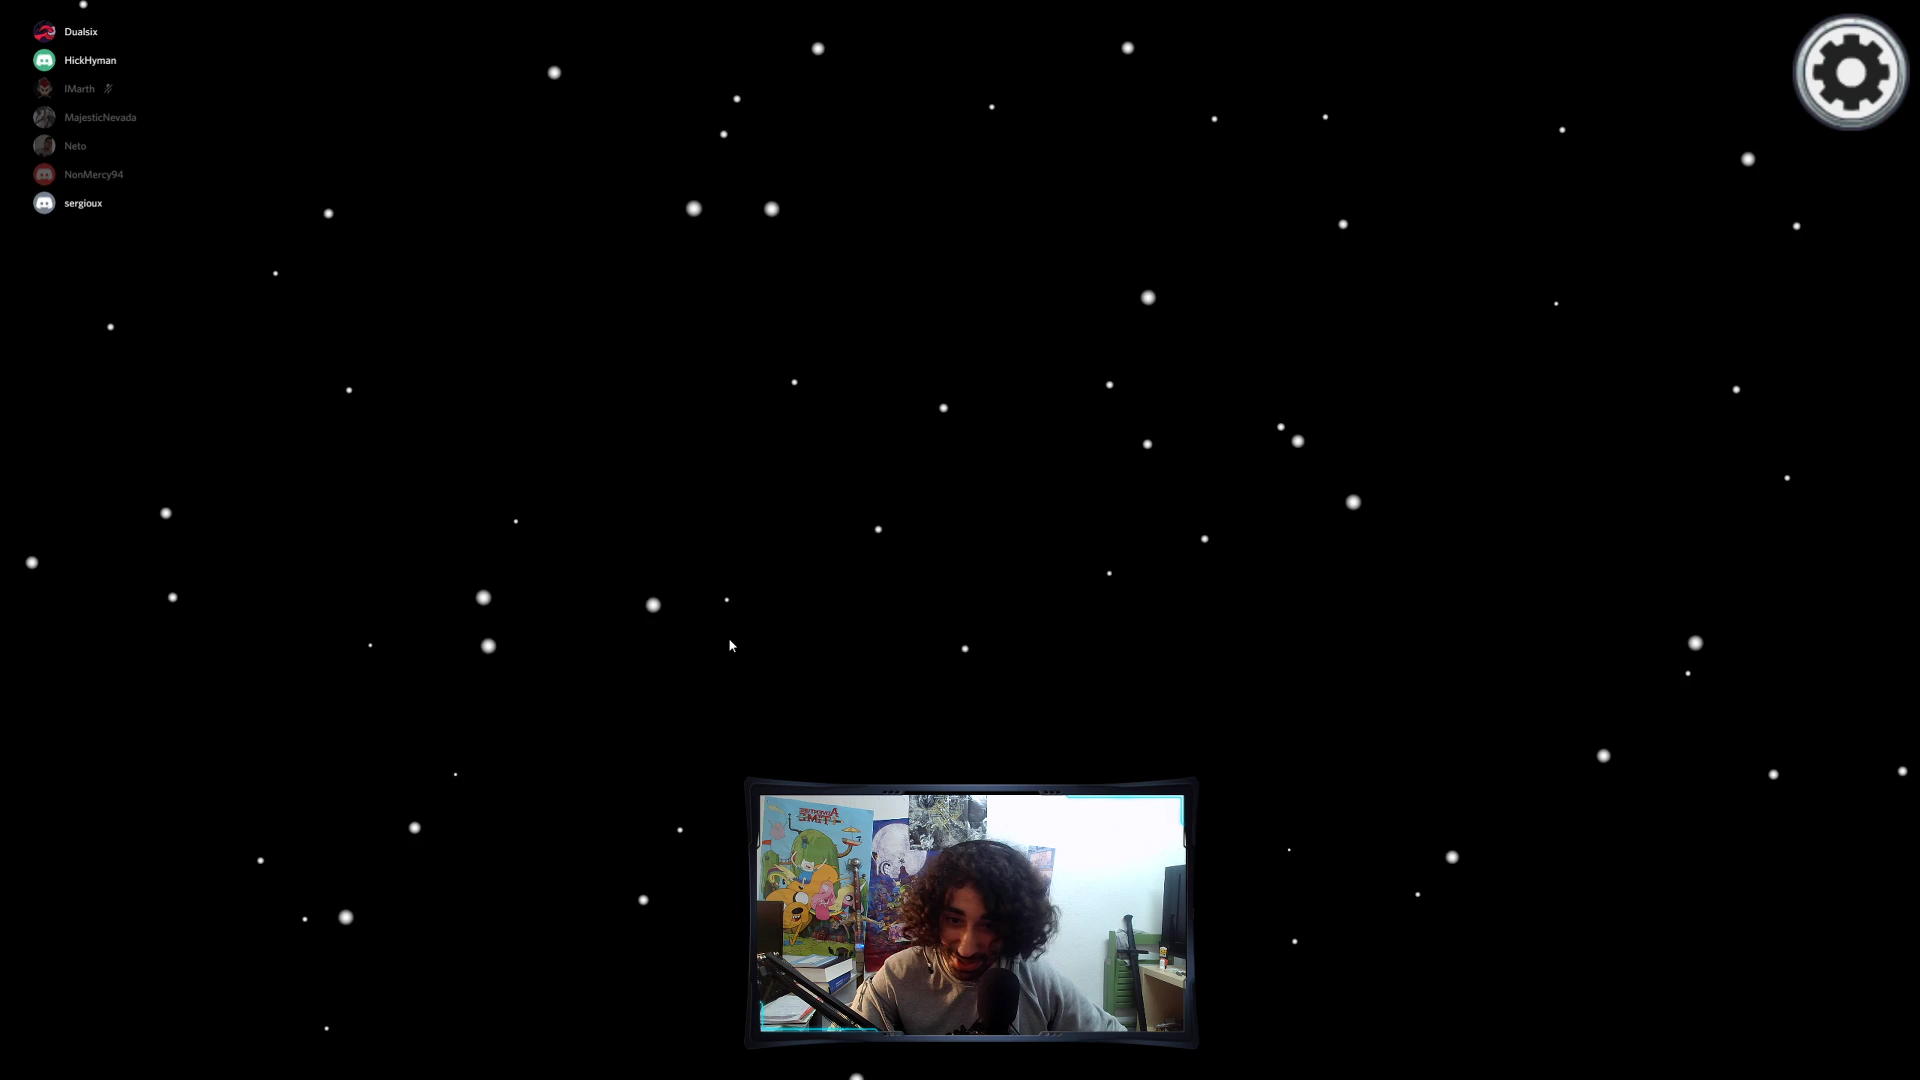 Dualsix
HickHyman
IMarth
MajesticNevada
Neto
NonMercy94
sergioux